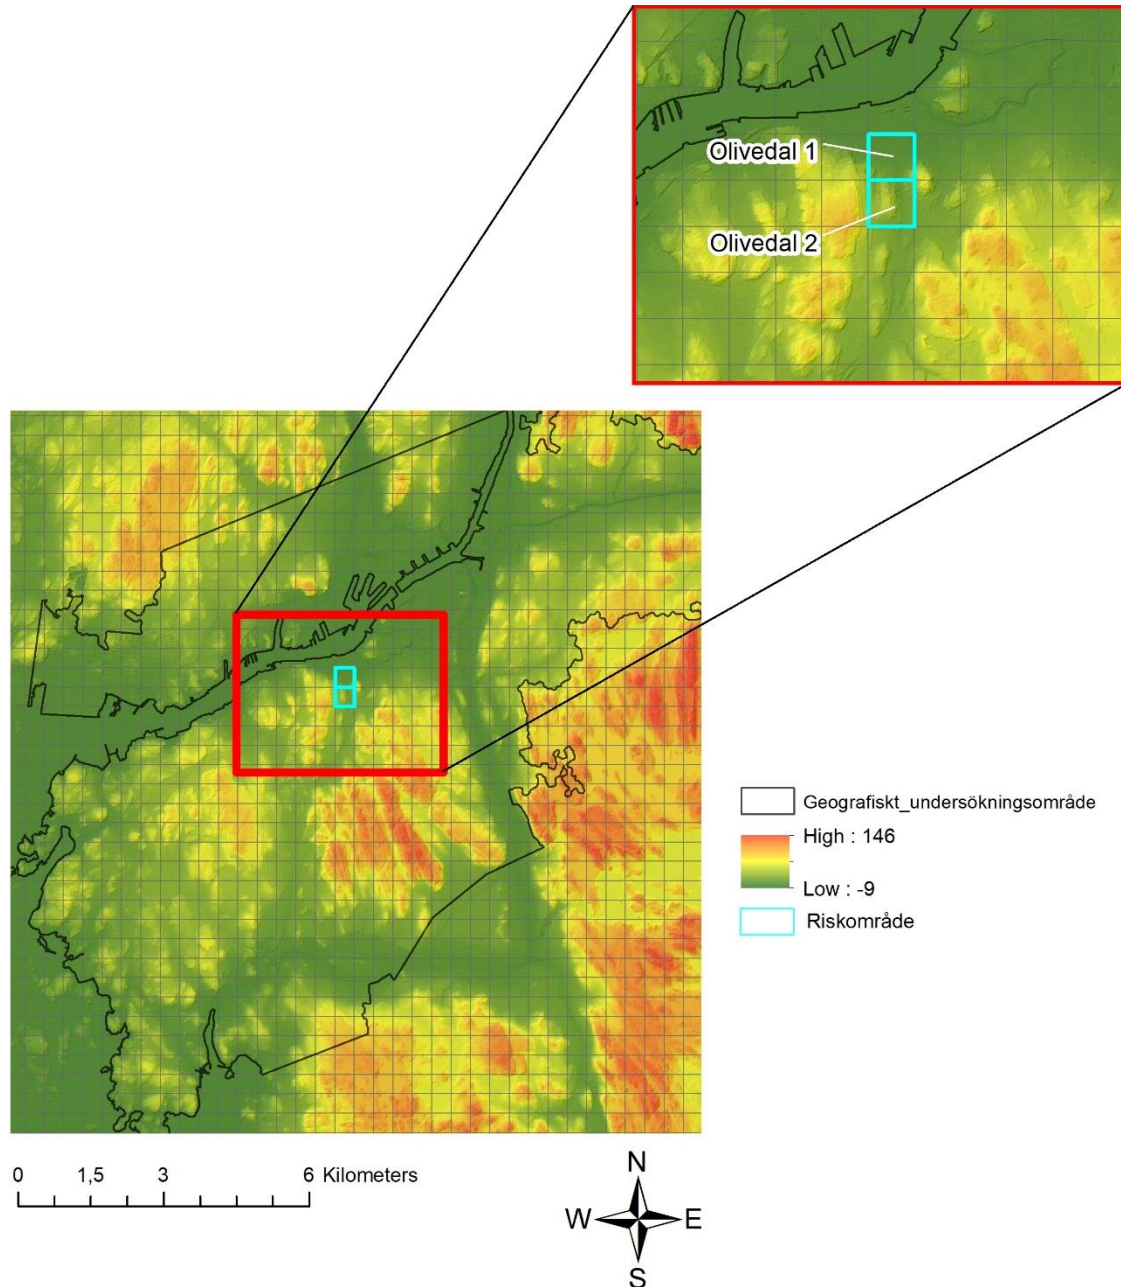 Olivedal 1
Olivedal 2
Geografiskt_undersökningsområde
High : 146
Low : -9
Riskområde
0 1,5 3 6 Kilometers
N
W E
S